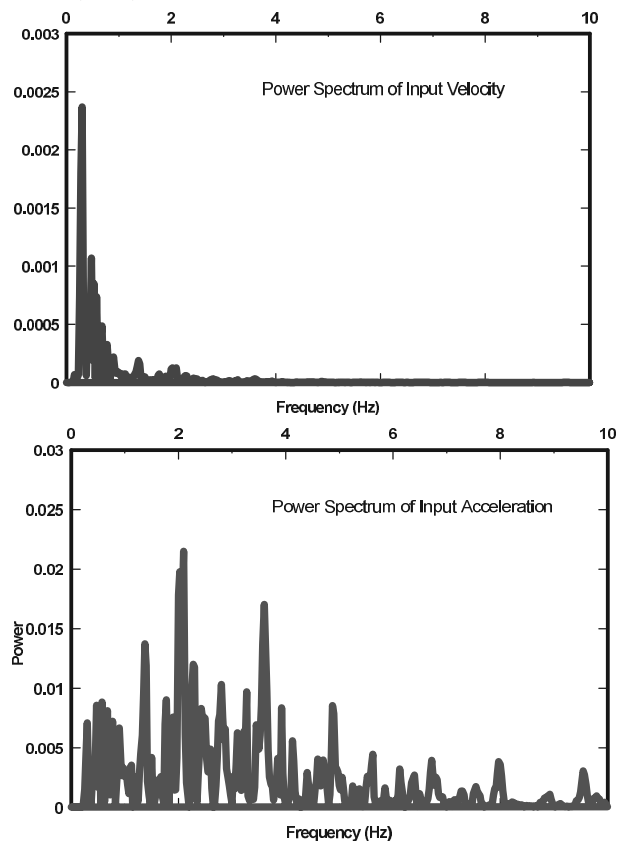 0 2 4 6 8 10
0.003
Power Spectrum of Input Velocity
0.0025
0.002
0.0015
0.001
0.0005
0
Frequency (Hz)
0 2 4 6 8 10
0.03
Power Spectrum of Input Acceleration
0.025
0.02
0.015
Power
0.01
0.005
0
Frequency (Hz)